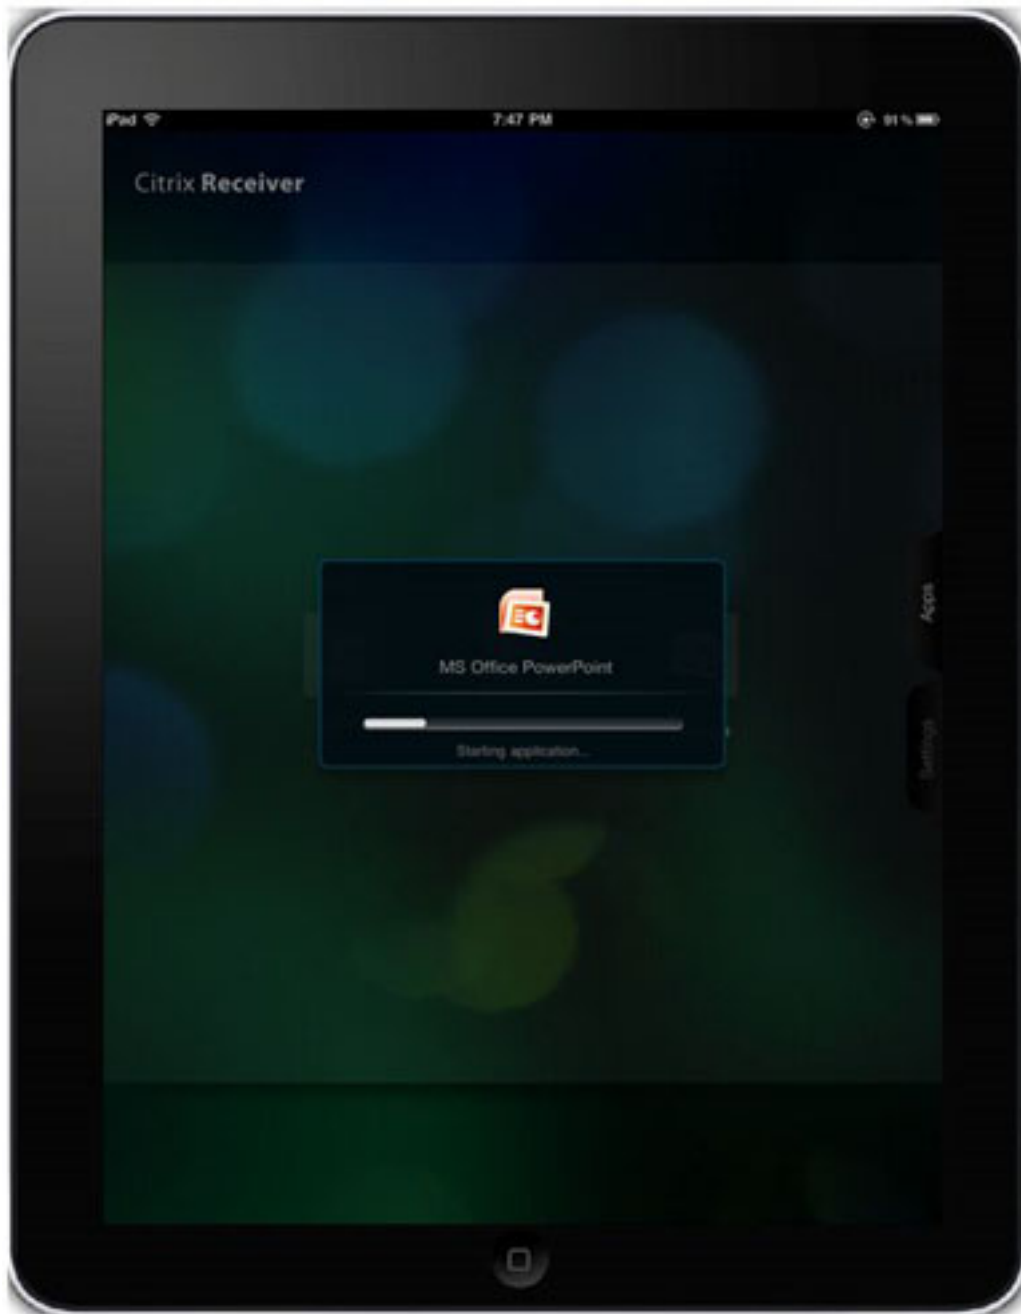 iPad 7:47 PM 91 %
Citrix Receiver
MS Office PowerPoint
Starting application...
Apps
Settings